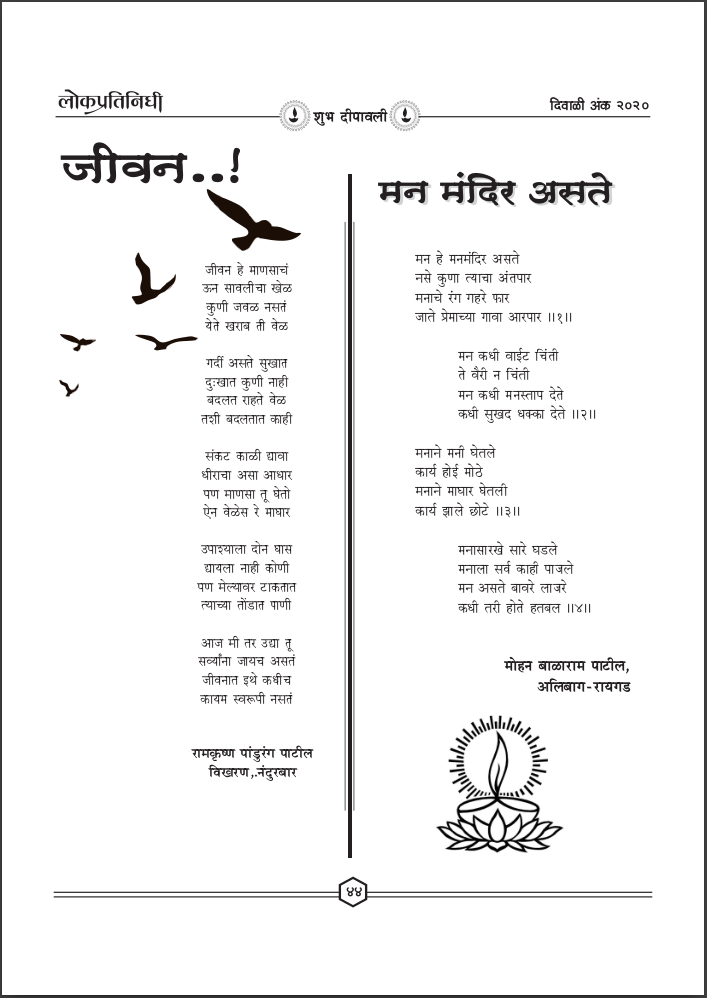 लोकप्रतिनिधी
शुभ दीपावली
दिवाळी अंक २०२०
जीवन..!
जीवन हे माणसाचं
ऊन सावलीचा खेळ
कुणी जवळ नसतं
येते खराब ती वेळ
गर्दी असते सुखात
दुःखात कुणी नाही
बदलत राहते वेळ
तशी बदलतात काही
संकट काळी द्यावा
धीराचा असा आधार
पण माणसा तू घेतो
ऐन वेळेस रे माघार
उपाश्याला दोन घास
द्यायला नाही कोणी
पण मेल्यावर टाकतात
त्याच्या तोंडात पाणी
आज मी तर उद्या तू
सर्व्यांना जायच असतं
जीवनात इथे कधीच
कायम स्वरूपी नसतं
रामकृष्ण पांडुरंग पाटील
विखरण,.नंदुरबार
मन मंदिर असते
मन हे मनमंदिर असते
नसे कुणा त्याचा अंतपार
मनाचे रंग गहरे फार
जाते प्रेमाच्या गावा आरपार ॥१॥
मन कधी वाईट चिंती
ते वैरी न चिंती
मन कधी मनस्ताप देते
कधी सुखद धक्का देते ॥२॥
मनाने मनी घेतले
कार्य होई मोठे
मनाने माघार घेतली
कार्य झाले छोटे ॥३॥
मनासारखे सारे घडले
मनाला सर्व काही पाजले
मन असते बावरे लाजरे
कधी तरी होते हतबल ॥४॥
मोहन बाळाराम पाटील,
अलिबाग-रायगड
४४